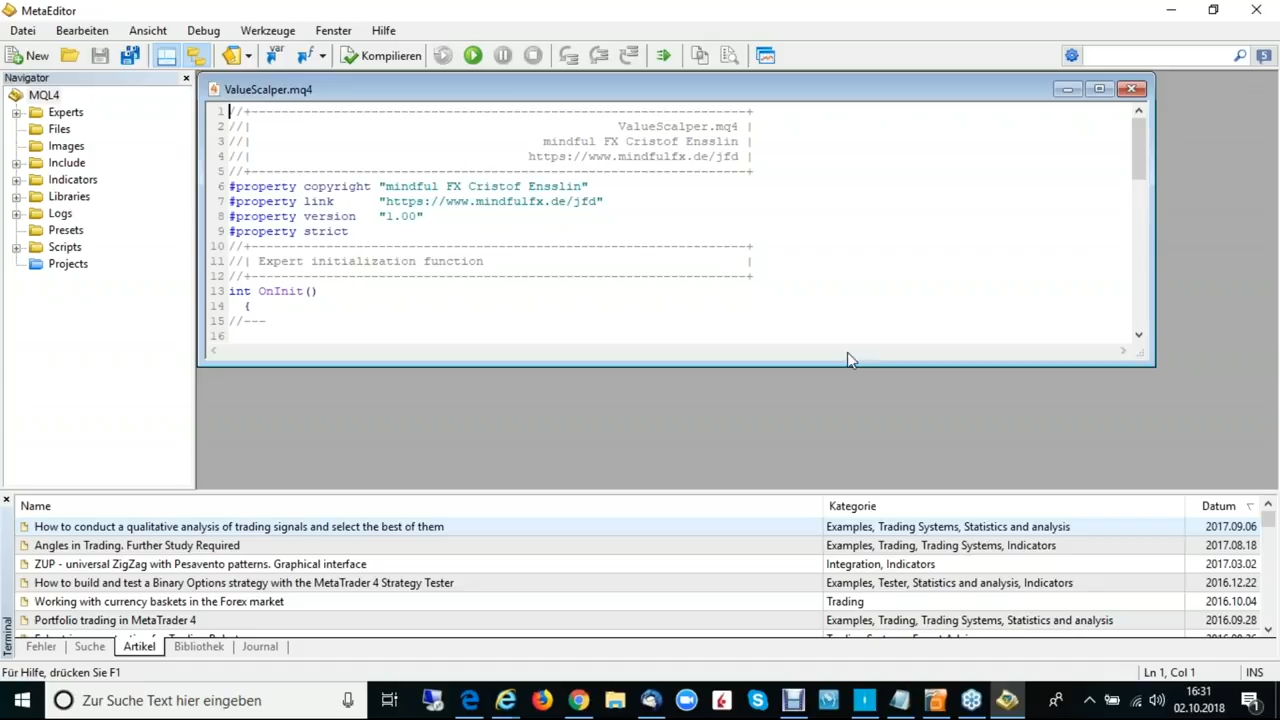 MetaEditor
Datei Bearbeiten Ansicht Debug Werkzeuge Fenster Hilfe
New var f Kompilieren 5
Navigator
MQL4
Experts
Files
Images
Include
Indicators
Libraries
Logs
Presets
Scripts
Projects
4 ValueScalper.mq4
1 //+------------------------------------------------------------------+
2 //| ValueScalper.mq4 |
3 //| mindful FX Cristof Ensslin |
4 //| https://www.mindfulfx.de/jfd |
5 //+------------------------------------------------------------------+
6 #property copyright "mindful FX Cristof Ensslin"
7 #property link "https://www.mindfulfx.de/jfd"
8 #property version "1.00"
9 #property strict
10 //+------------------------------------------------------------------+
11 //| Expert initialization function |
12 //+------------------------------------------------------------------+
13 int OnInit()
14 {
15 //---
16
Name Kategorie Datum
How to conduct a qualitative analysis of trading signals and select the best of them Examples, Trading Systems, Statistics and analysis 2017.09.06
Angles in Trading. Further Study Required Examples, Trading, Trading Systems, Indicators 2017.08.18
ZUP - universal ZigZag with Pesavento patterns. Graphical interface Integration, Indicators 2017.03.02
How to build and test a Binary Options strategy with the MetaTrader 4 Strategy Tester Examples, Tester, Statistics and analysis, Indicators 2016.12.22
Working with currency baskets in the Forex market Trading 2016.10.04
Portfolio trading in MetaTrader 4 Examples, Trading, Trading Systems, Statistics and analysis 2016.09.28
Terminal
Fehler Suche Artikel Bibliothek Journal
Für Hilfe, drücken Sie F1 Ln 1, Col 1 INS
Zur Suche Text hier eingeben
16:31
02.10.2018